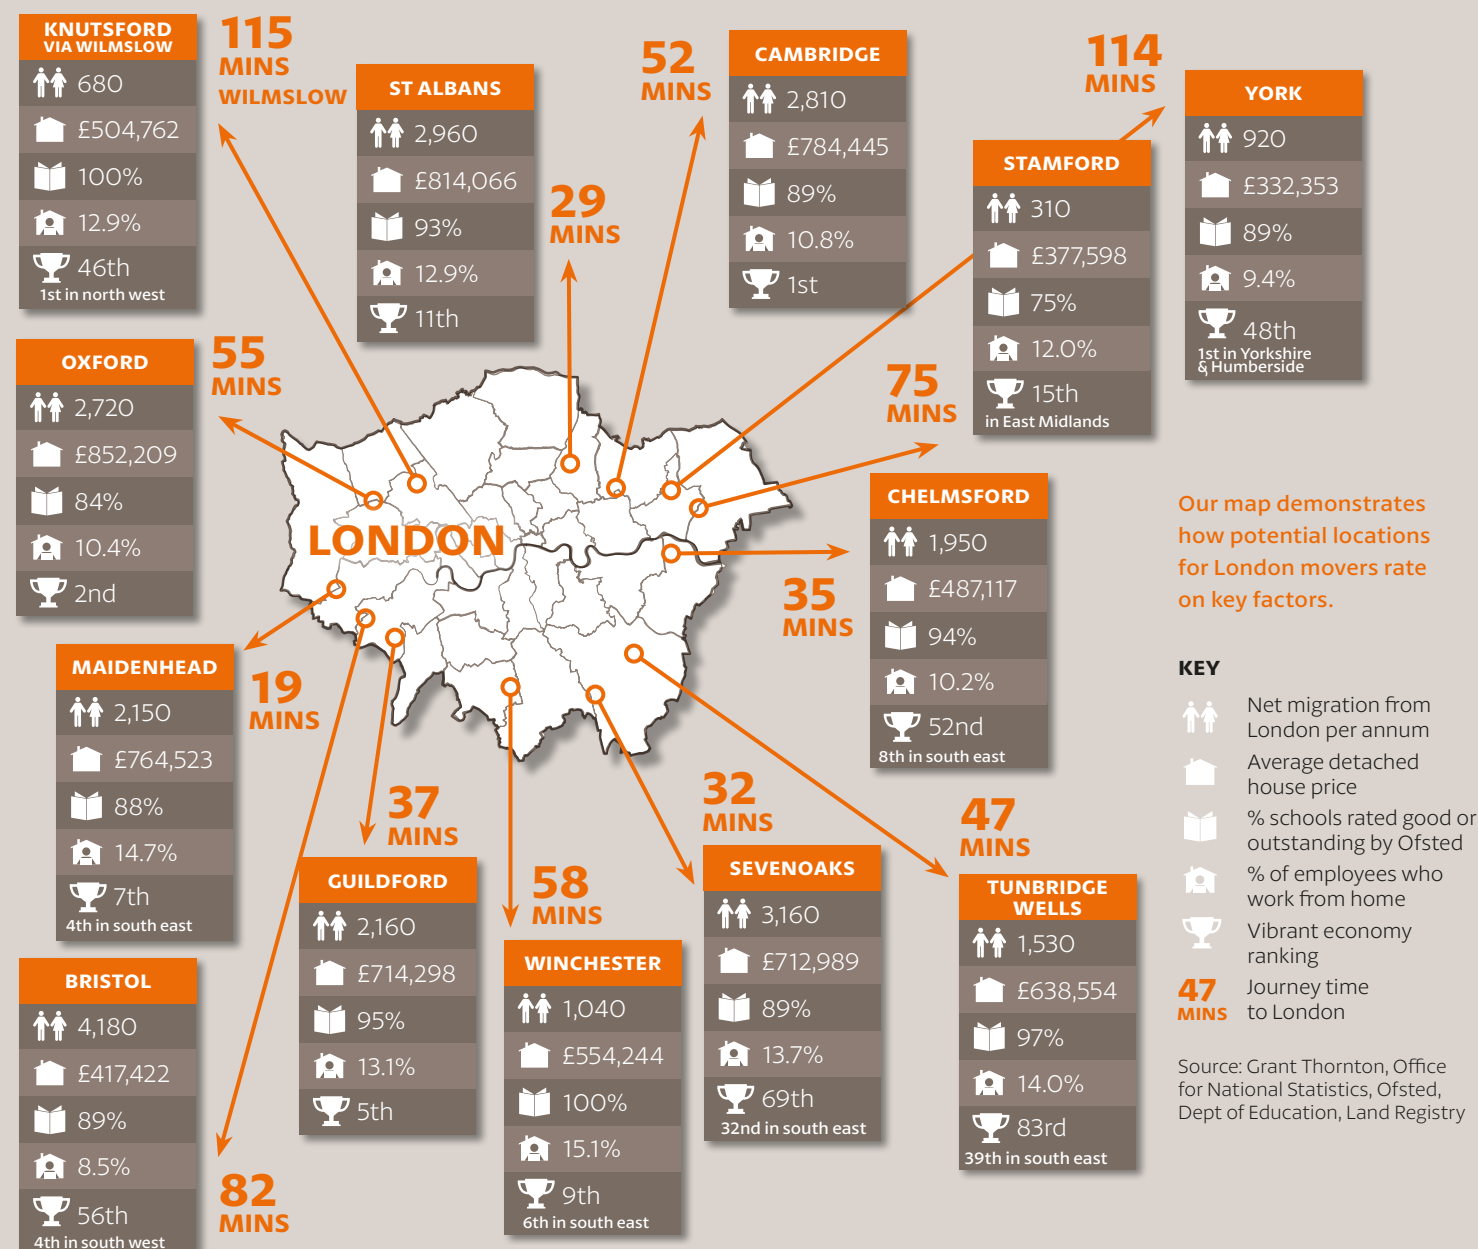 KNUTSFORD
VIA WILMSLOW
680
£504,762
100%
12.9%
46th
1st in north west
115
MINS
WILMSLOW
ST ALBANS
2,960
£814,066
93%
12.9%
11th
29
MINS
52
MINS
CAMBRIDGE
2,810
£784,445
89%
10.8%
1st
114
MINS
STAMFORD
310
£377,598
75%
12.0%
15th
in East Midlands
YORK
920
£332,353
89%
9.4%
48th
1st in Yorkshire
& Humberside
OXFORD
2,720
£852,209
84%
10.4%
2nd
55
MINS
75
MINS
LONDON
CHELMSFORD
1,950
£487,117
94%
10.2%
52nd
8th in south east
35
MINS
MAIDENHEAD
2,150
£764,523
88%
14.7%
7th
4th in south east
19
MINS
BRISTOL
4,180
£417,422
89%
8.5%
56th
4th in south west
82
MINS
37
MINS
GUILDFORD
2,160
£714,298
95%
13.1%
5th
58
MINS
WINCHESTER
1,040
£554,244
100%
15.1%
9th
6th in south east
32
MINS
SEVENOAKS
3,160
£712,989
89%
13.7%
69th
32nd in south east
47
MINS
TUNBRIDGE
WELLS
1,530
£638,554
97%
14.0%
83rd
39th in south east
Our map demonstrates
how potential locations
for London movers rate
on key factors.
KEY
Net migration from
London per annum
Average detached
house price
% schools rated good or
outstanding by Ofsted
% of employees who
work from home
Vibrant economy
ranking
47
MINS
Journey time
to London
Source: Grant Thornton, Office
for National Statistics, Ofsted,
Dept of Education, Land Registry